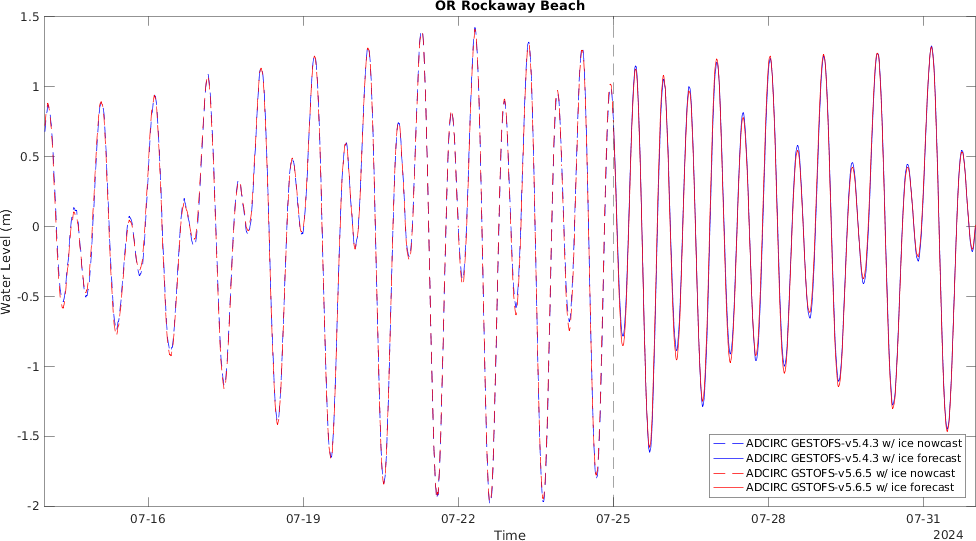 OR Rockaway Beach
Water Level (m)
1.5
1
0.5
0
-0.5
-1
-1.5
-2
07-16
07-19
07-22
07-25
07-28
07-31
Time
2024
ADCIRC GESTOFS-v5.4.3 w/ ice nowcast
ADCIRC GESTOFS-v5.4.3 w/ ice forecast
ADCIRC GSTOFS-v5.6.5 w/ ice nowcast
ADCIRC GSTOFS-v5.6.5 w/ ice forecast